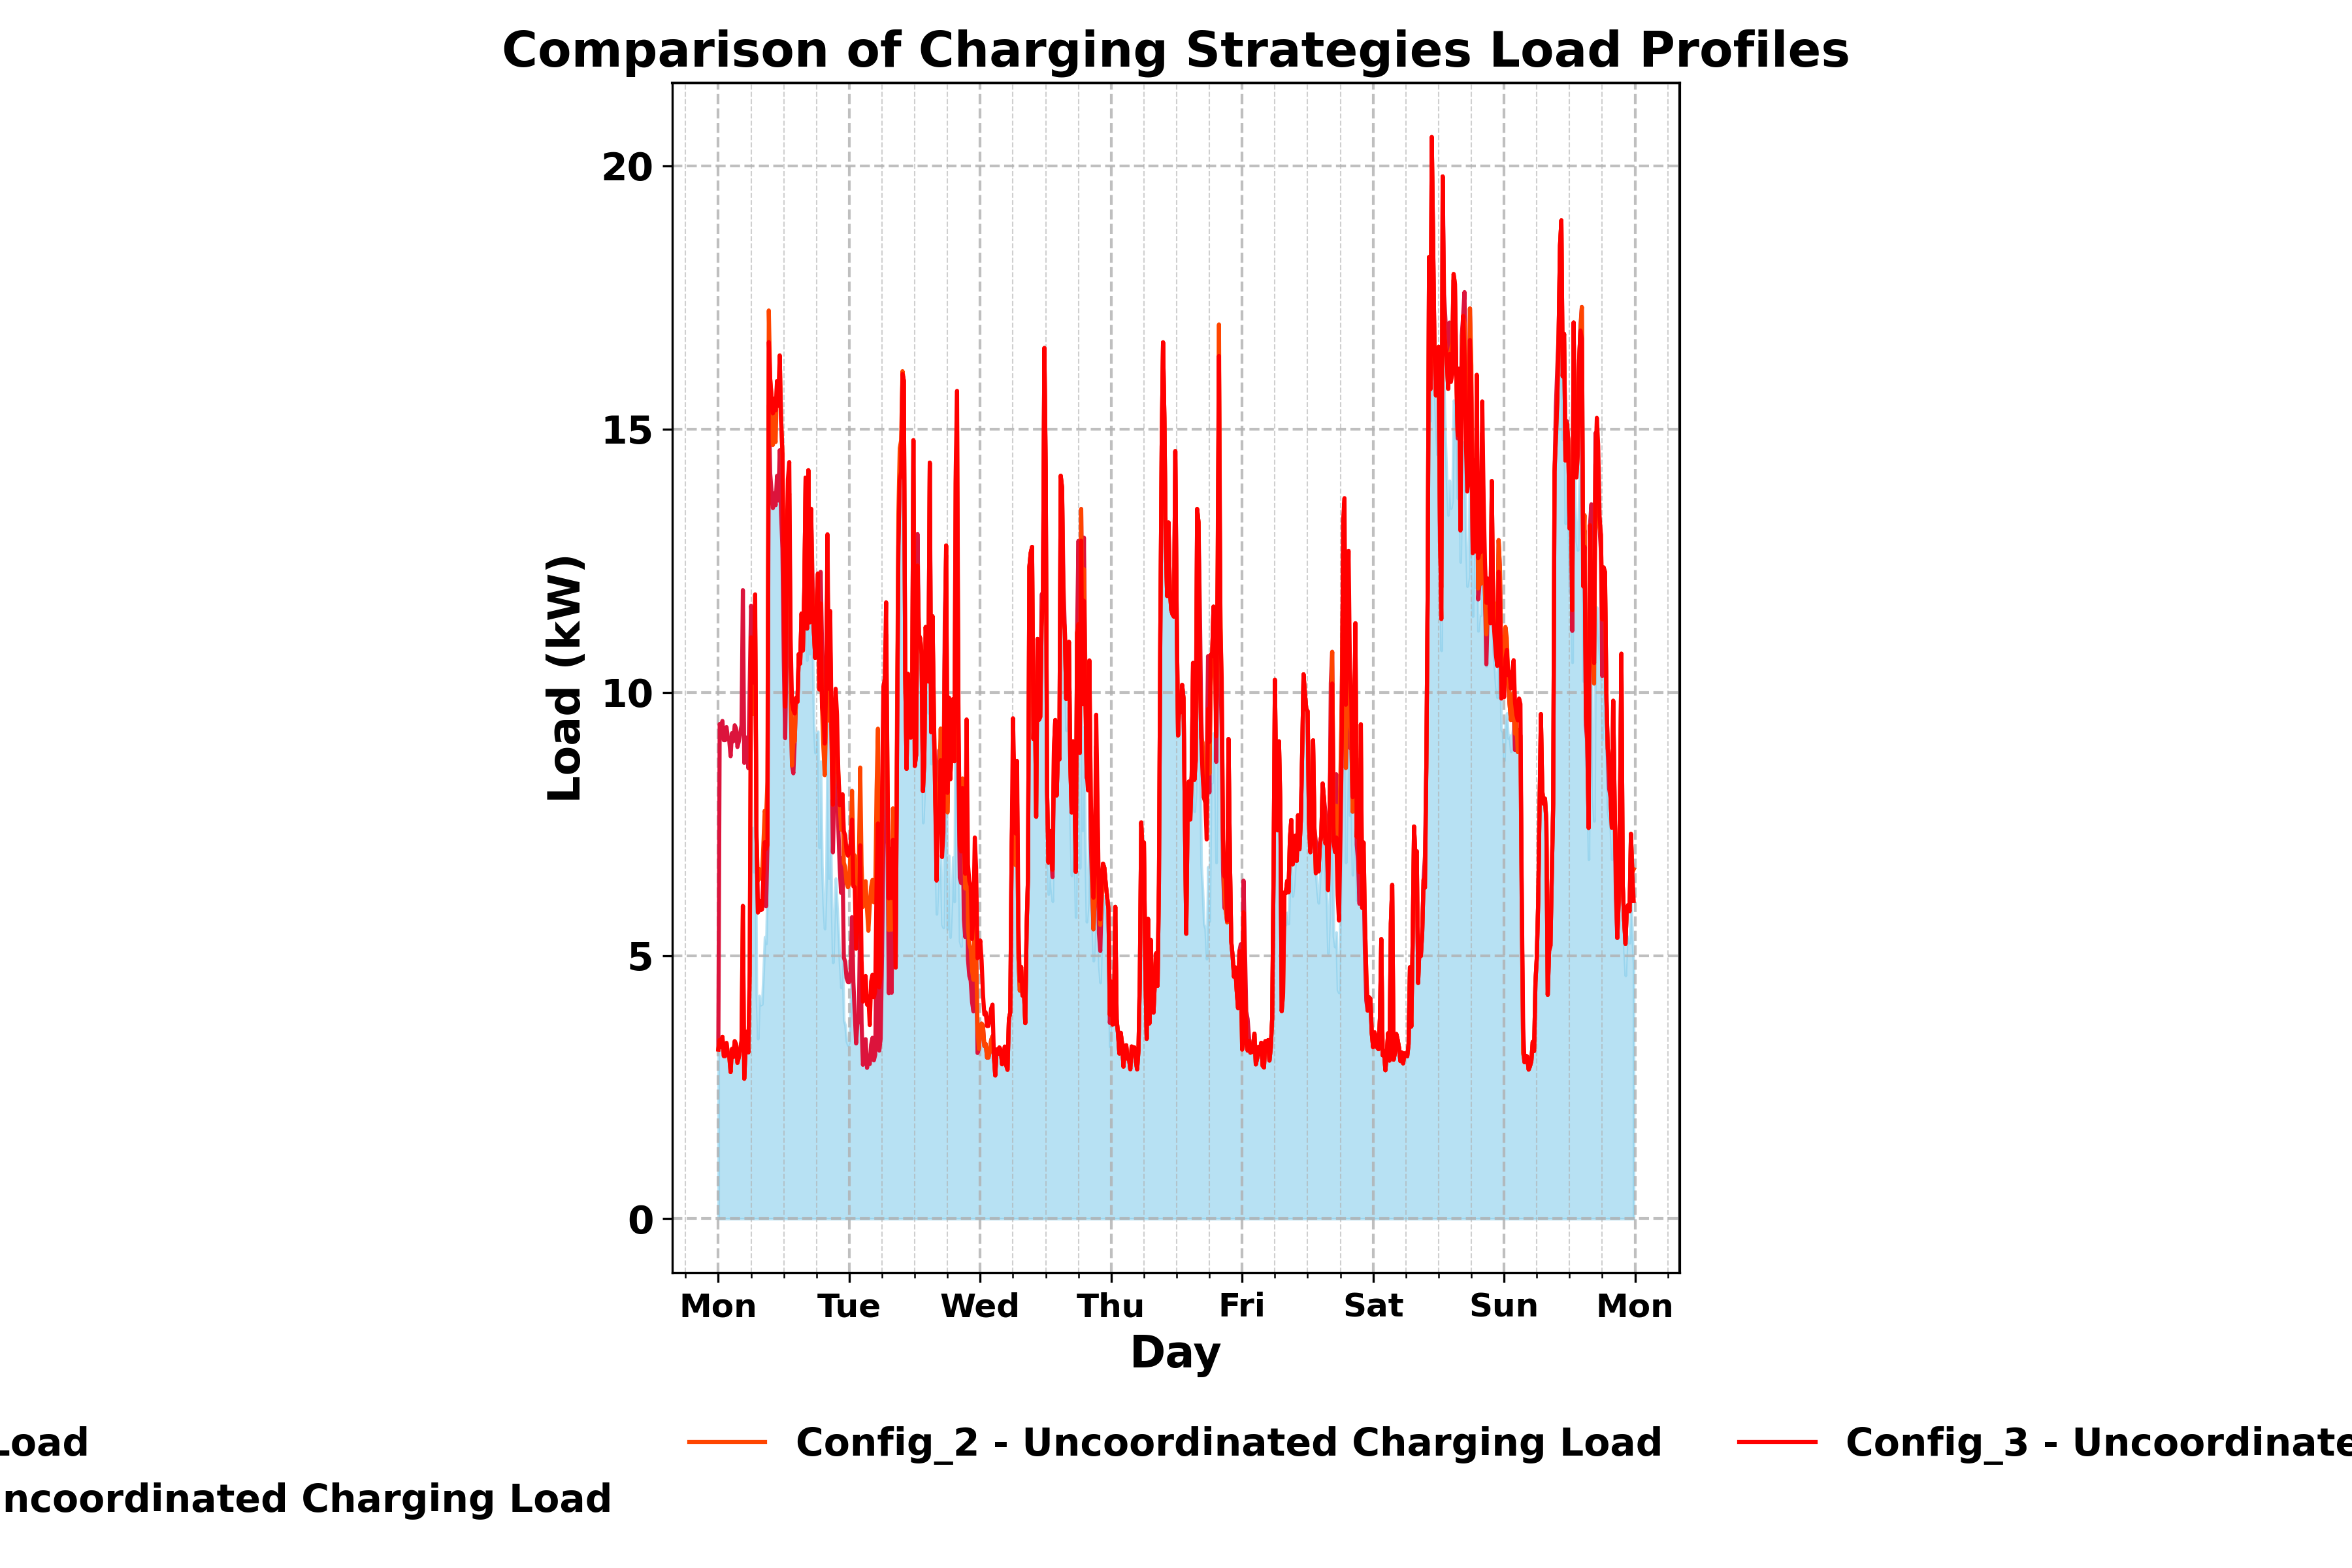 Comparison of Charging Strategies Load Profiles
20
15
10
5
0
Load (kW)
Mon Tue Wed Thu Fri Sat Sun Mon
Day
Load Config_2 - Uncoordinated Charging Load Config_3 - Uncoordinate
ncoordinated Charging Load